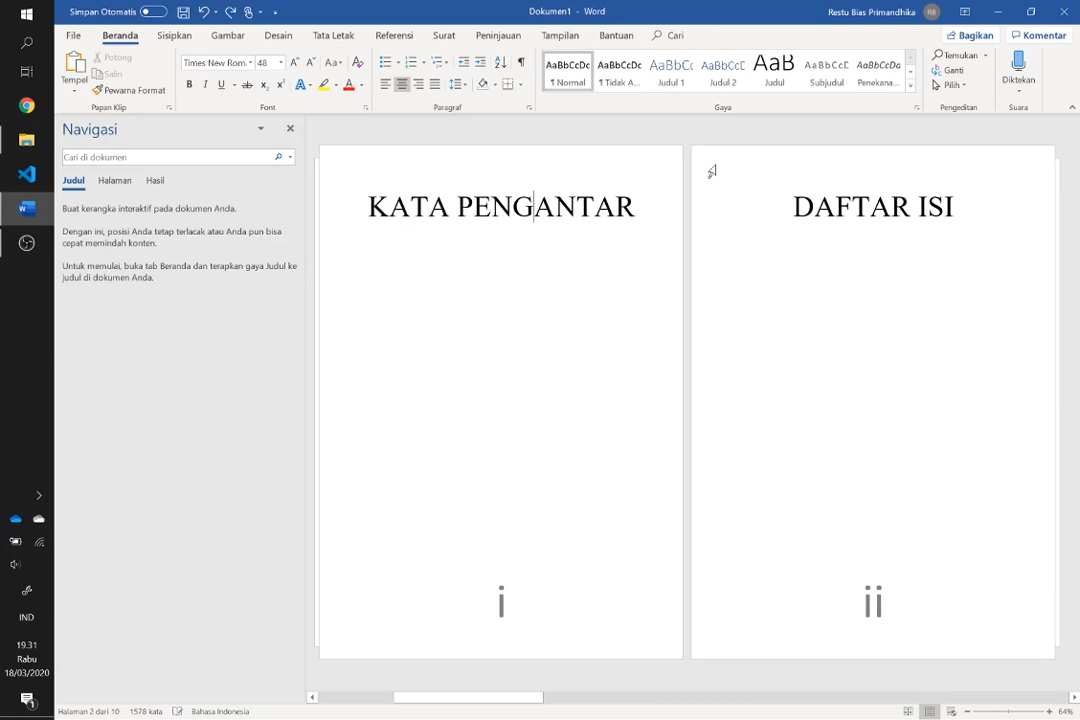 Simpan Otomatis
Dokumen1 - Word
Restu Bias Primandhika RB
File Beranda Sisipkan Gambar Desain Tata Letak Referensi Surat Peninjauan Tampilan Bantuan Cari Bagikan Komentar
Tempel
Potong
Salin
Pewarna Format
Papan Klip
Times New Rom 48
Font
Paragraf
AaBbCcDc AaBbCcDc AaBbCc AaBbCcC AaB AaBbCcD AaBbCcDc
¶ Normal ¶ Tidak A... Judul 1 Judul 2 Judul Subjudul Penekana...
Gaya
Temukan
Ganti
Pilih
Pengeditan
Diktekan
Suara
Navigasi
Cari di dokumen
Judul Halaman Hasil
Buat kerangka interaktif pada dokumen Anda.
Dengan ini, posisi Anda tetap terlacak atau Anda pun bisa
cepat memindah konten.
Untuk memulai, buka tab Beranda dan terapkan gaya Judul ke
judul di dokumen Anda.
KATA PENGANTAR
i
DAFTAR ISI
ii
IND
19.31
Rabu
18/03/2020
1
Halaman 2 dari 10 1578 kata Bahasa Indonesia 64%